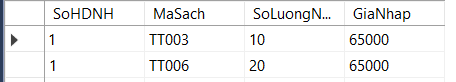 SoHDNH MaSach SoLuongN... GiaNhap
1 TT003 10 65000
1 TT006 20 65000